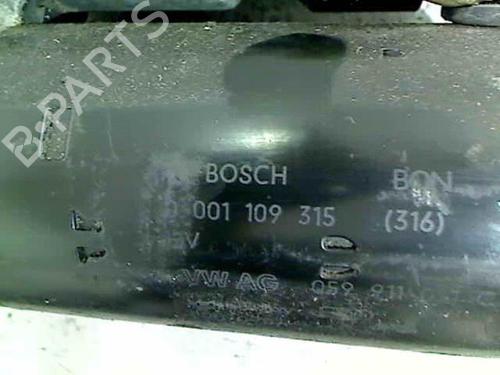 B-PARTS
BOSCH BON
001 109 315 (316)
VW AG 059 911